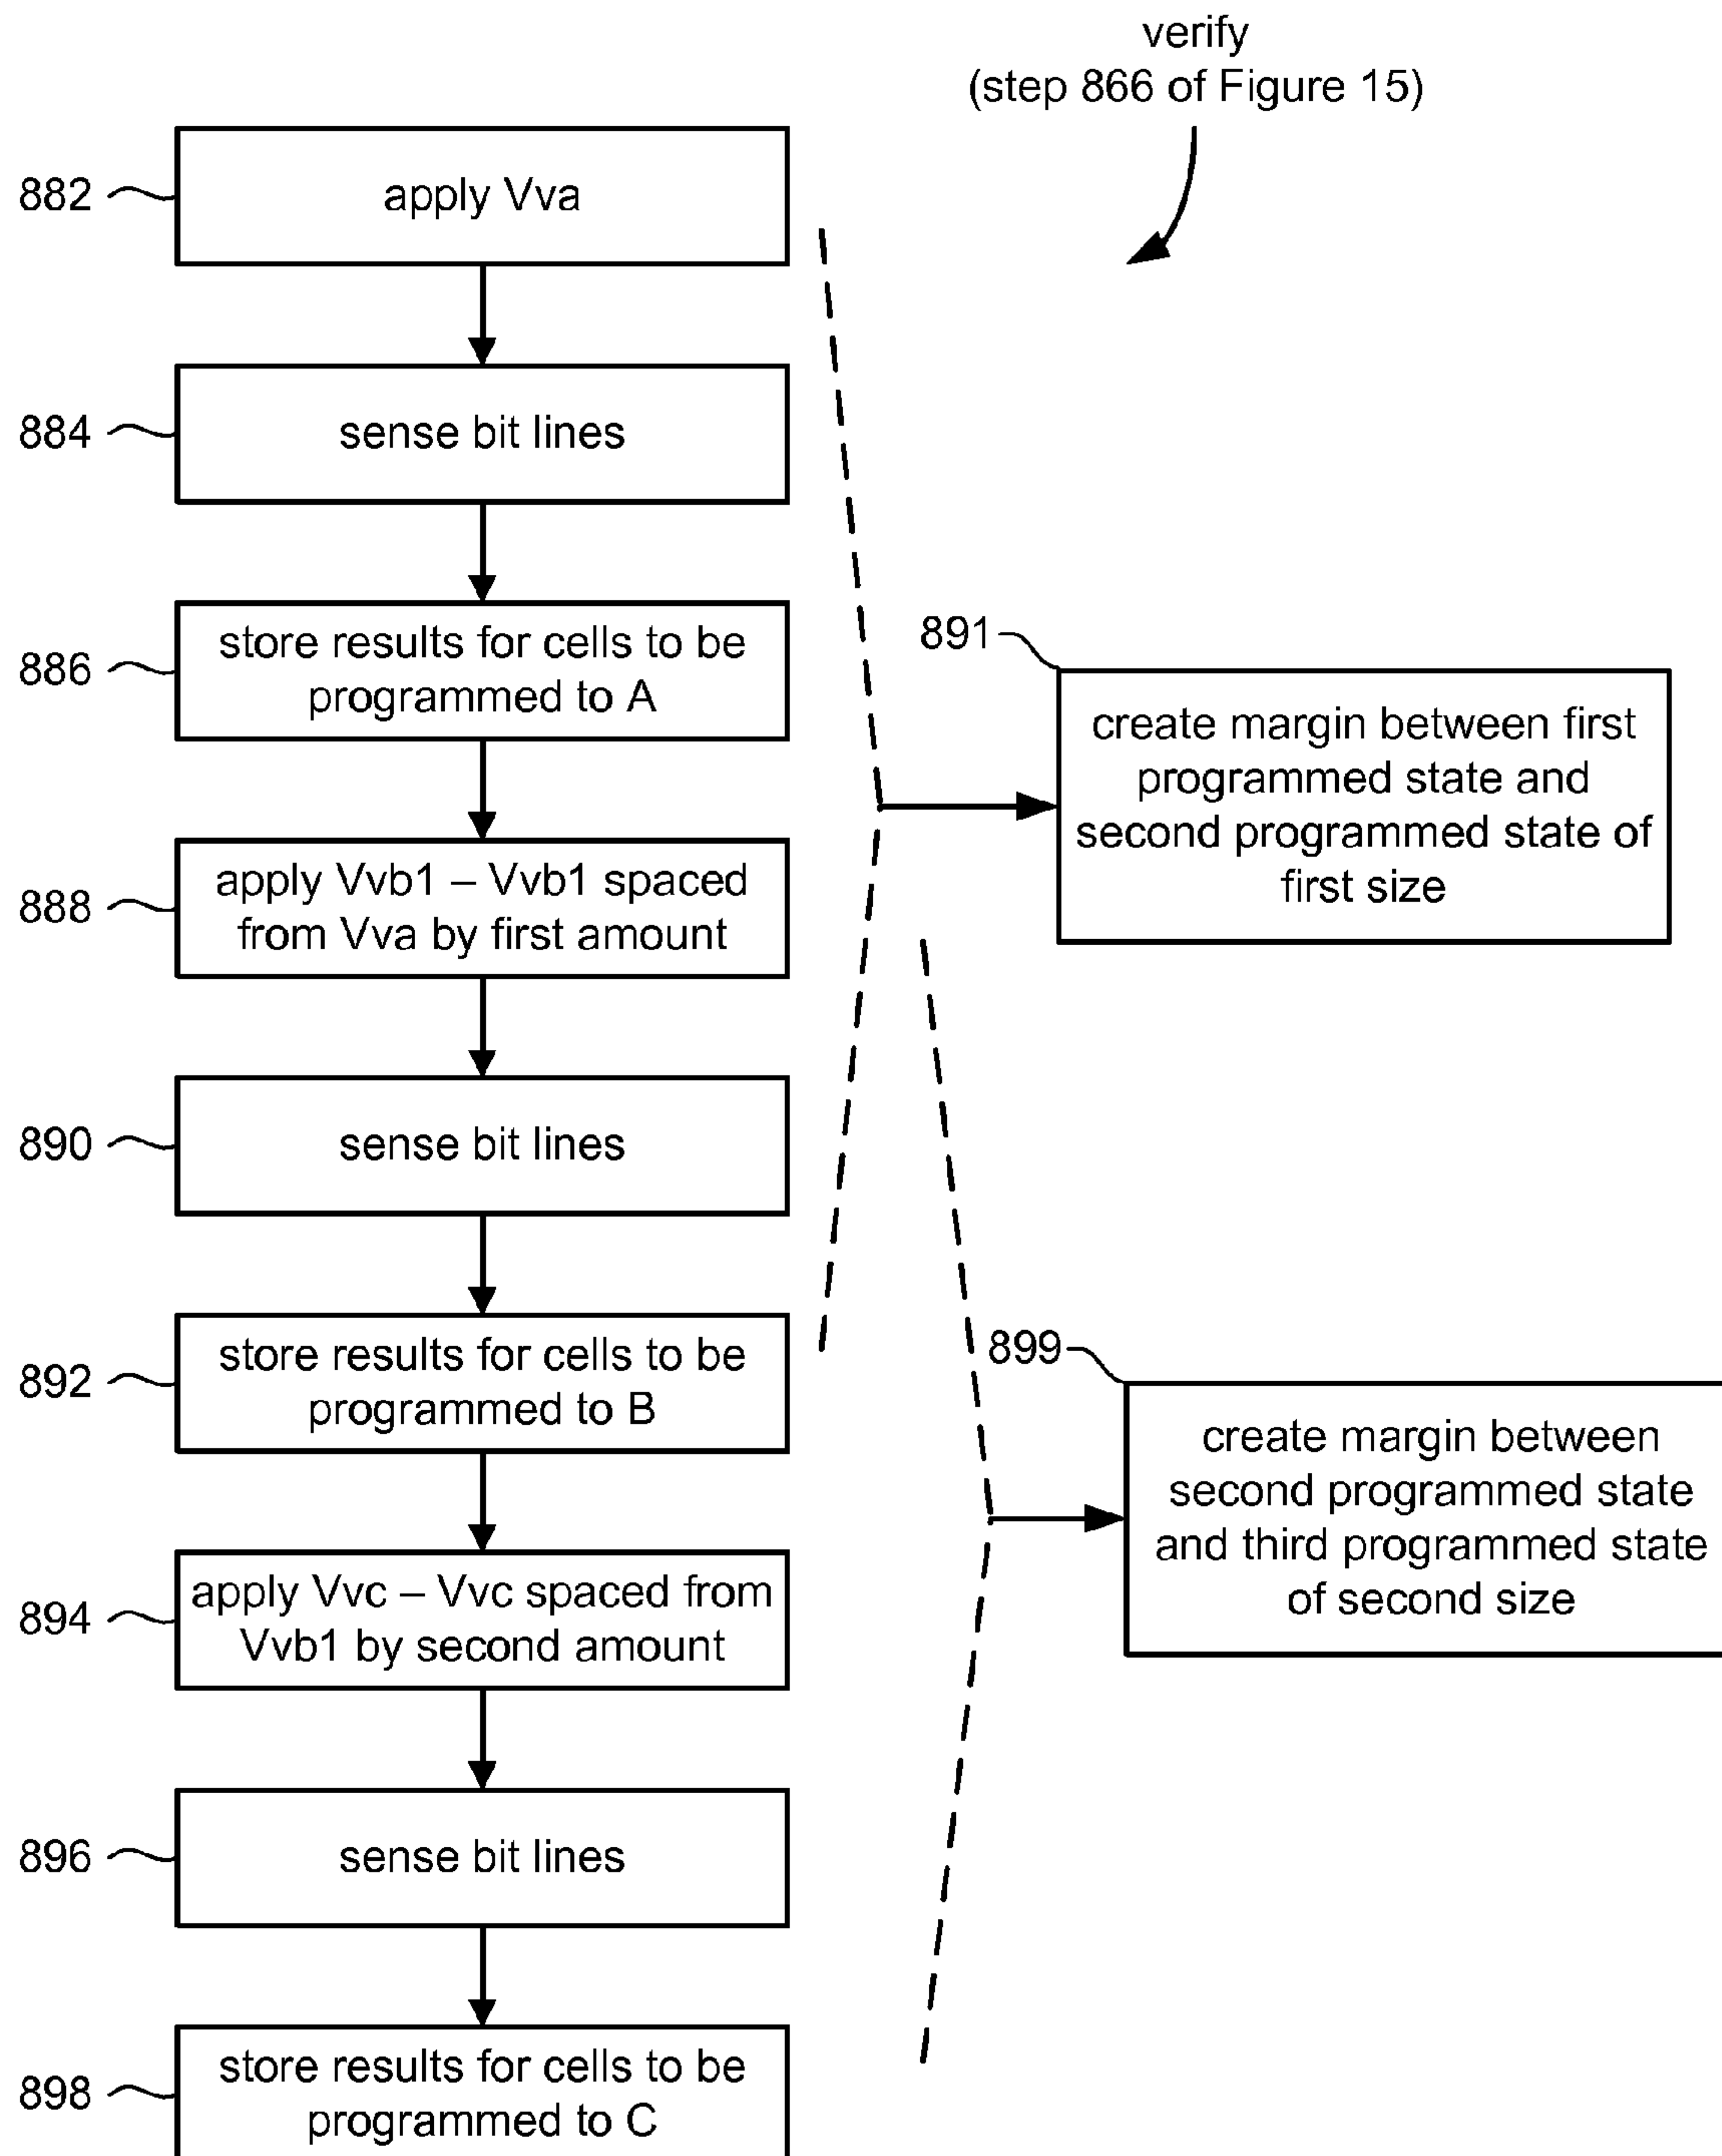 verify
(step 866 of Figure 15)
882
apply Vva
884
sense bit lines
886
store results for cells to be
programmed to A
888
apply Vvb1 – Vvb1 spaced
from Vva by first amount
890
sense bit lines
891
create margin between first
programmed state and
second programmed state of
first size
892
store results for cells to be
programmed to B
894
apply Vvc – Vvc spaced from
Vvb1 by second amount
896
sense bit lines
898
store results for cells to be
programmed to C
899
create margin between
second programmed state
and third programmed state
of second size